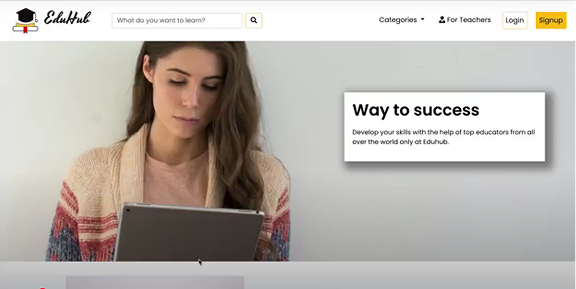 EduHub
What do you want to learn?
Categories
For Teachers
Login
Signup
Way to success
Develop your skills with the help of top educators from all
over the world only at Eduhub.